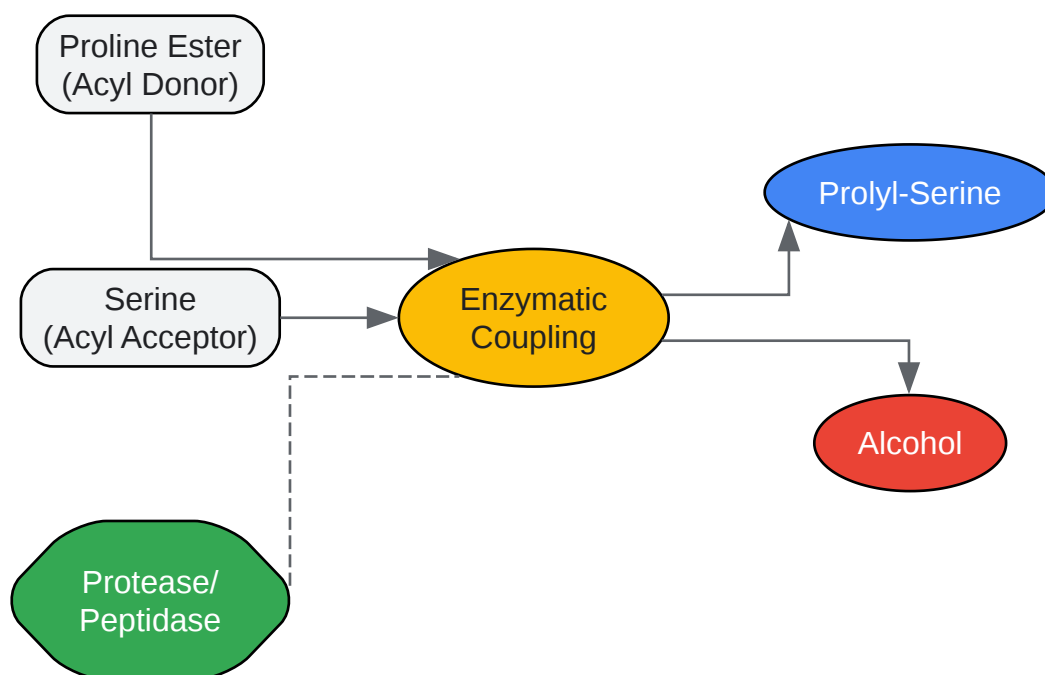 Proline Ester
(Acyl Donor)
Prolyl-Serine
Serine
(Acyl Acceptor)
Enzymatic
Coupling
Alcohol
Protease/
Peptidase